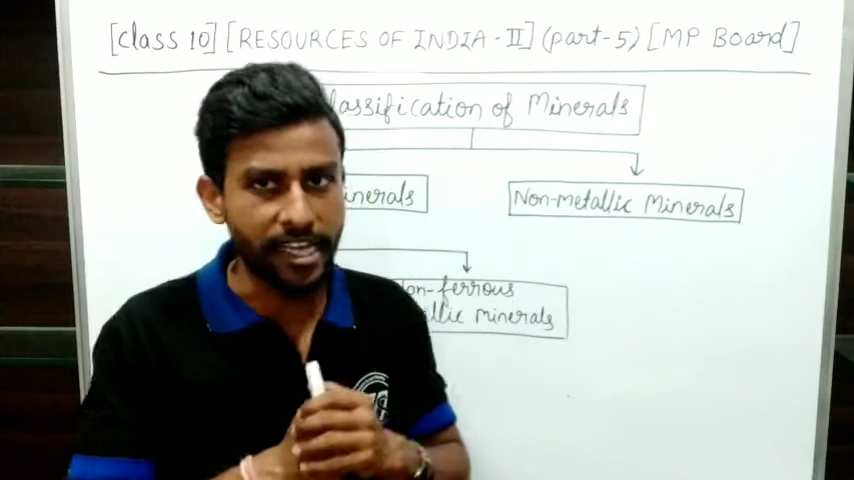 [Class 10] [RESOURCES OF INDIA - II] (part-5) [MP Board]
lassification of Minerals
inerals
Non-metallic Minerals
on-ferrous
llic minerals